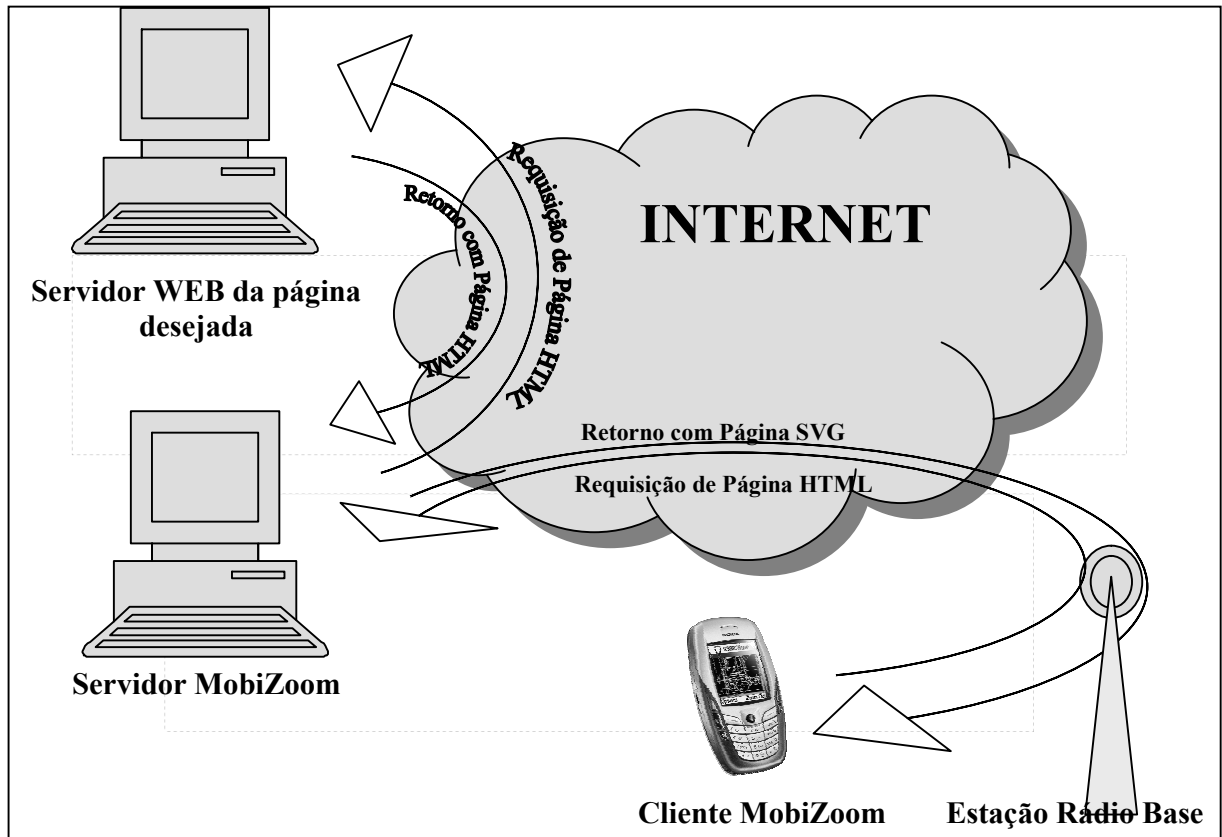 Requisição de Página HTML
Retorno com Página HTML
INTERNET
Servidor WEB da página
desejada
Retorno com Página SVG
Requisição de Página HTML
Servidor MobiZoom
Cliente MobiZoom
Estação Rádio Base